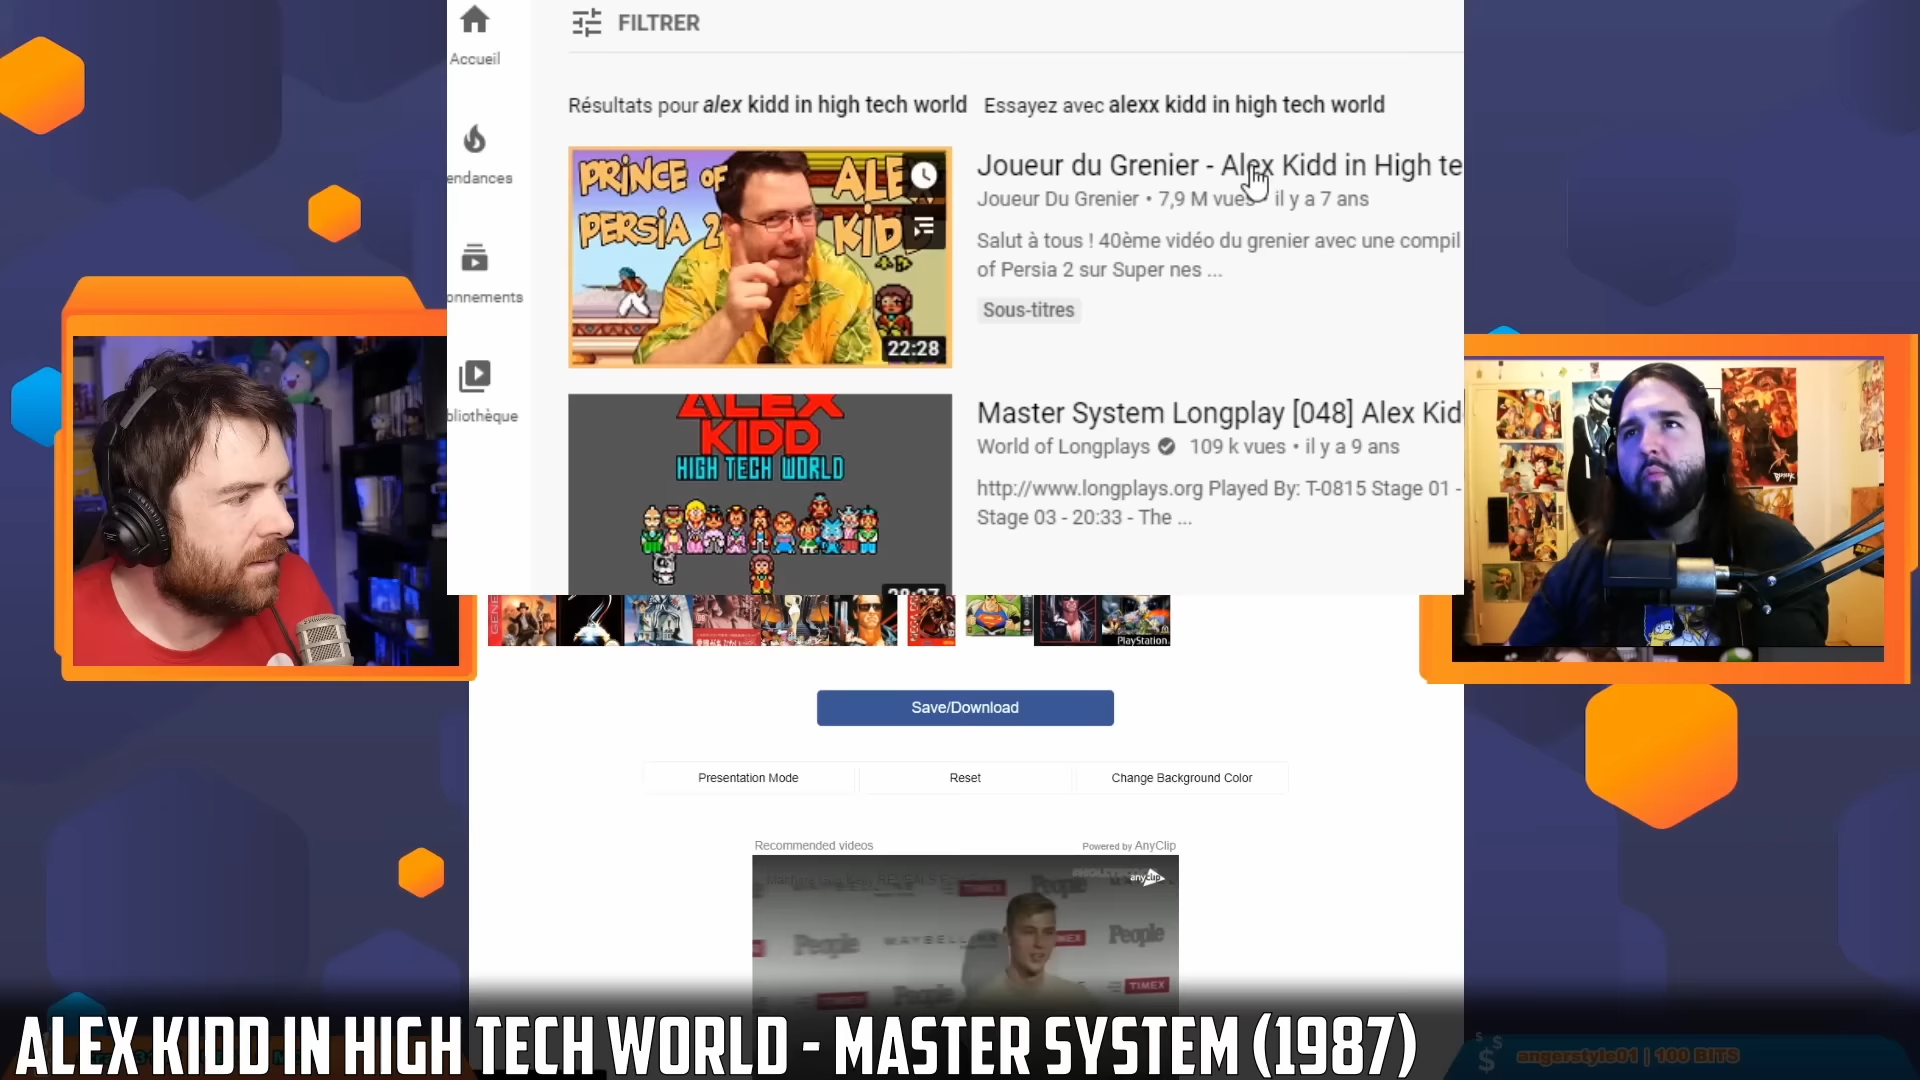 FILTRER
Accueil
Résultats pour alex kidd in high tech world Essayez avec alexx kidd in high tech world
endances
PRINCE OF
PERSIA 2
22:28
Joueur du Grenier - Alex Kidd in High te
Joueur Du Grenier • 7,9 M vues • il y a 7 ans
Salut à tous ! 40ème vidéo du grenier avec une compil
of Persia 2 sur Super nes ...
Sous-titres
onnements
bliothèque
ALEX
KIDD
HIGH TECH WORLD
Master System Longplay [048] Alex Kid
World of Longplays 109 k vues • il y a 9 ans
http://www.longplays.org Played By: T-0815 Stage 01 -
Stage 03 - 20:33 - The ...
PlayStation
Save/Download
Presentation Mode
Reset
Change Background Color
Recommended videos
Powered by AnyClip
anyclip
People
MAYBELL
TIMEX
People
TIMEX
ALEX KIDD IN HIGH TECH WORLD - MASTER SYSTEM (1987)
angerstyle01 | 100 BITS